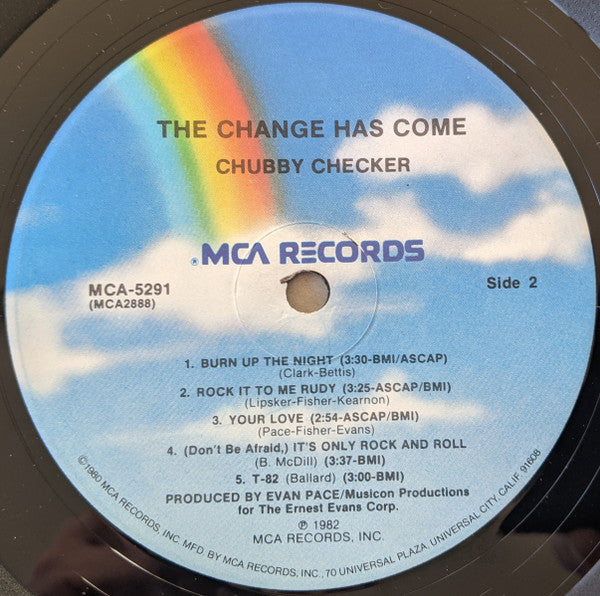 THE CHANGE HAS COME
CHUBBY CHECKER
® MCA RECORDS
MCA-5291
(MCA2888)
Side 2
1. BURN UP THE NIGHT (3:30-BMI/ASCAP)
(Clark-Bettis)
2. ROCK IT TO ME RUDY (3:25-ASCAP/BMI)
(Lipsker-Fisher-Kearnon)
3. YOUR LOVE (2:54-ASCAP/BMI)
(Pace-Fisher-Evans)
4. (Don't Be Afraid,) IT'S ONLY ROCK AND ROLL
(B. McDill) (3:37-BMI)
5. T-82 (Ballard) (3:00-BMI)
PRODUCED BY EVAN PACE/Musicon Productions
for The Ernest Evans Corp.
℗ 1982
MCA RECORDS, INC.
©1980 MCA RECORDS, INC. MFD. BY MCA RECORDS, INC., 70 UNIVERSAL PLAZA, UNIVERSAL CITY, CALIF. 91608